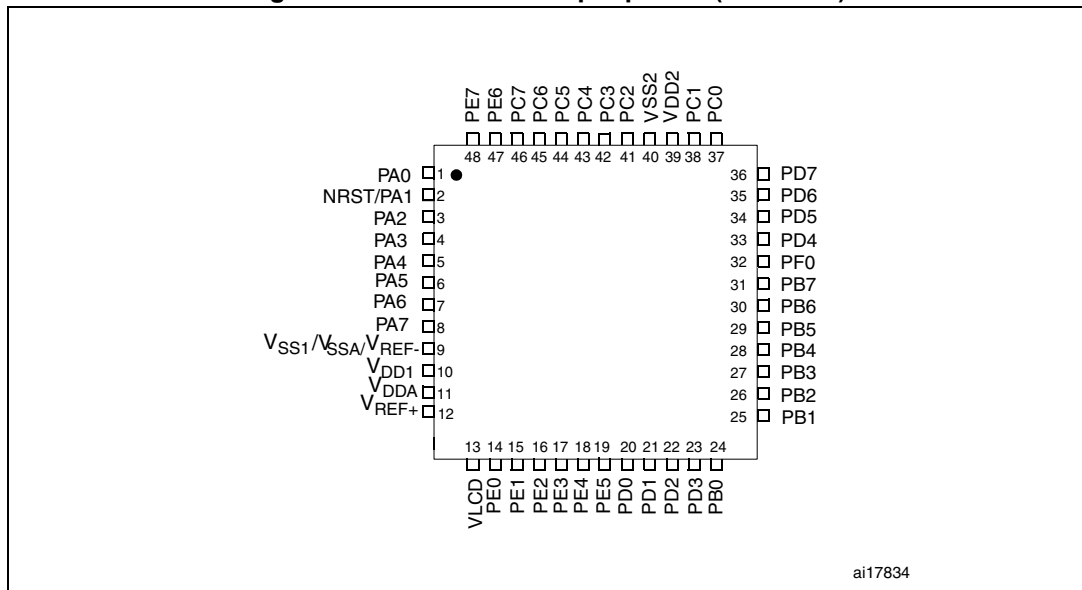 PE7 PE6 PC7 PC6 PC5 PC4 PC3 PC2 VSS2 VDD2 PC1 PC0
48 47 46 45 44 43 42 41 40 39 38 37
PA0 1 36 PD7
NRST/PA1 2 35 PD6
PA2 3 34 PD5
PA3 4 33 PD4
PA4 5 32 PF0
PA5 6 31 PB7
PA6 7 30 PB6
PA7 8 29 PB5
VSS1/VSSA/VREF- 9 28 PB4
VDD1 10 27 PB3
VDDA 11 26 PB2
VREF+ 12 25 PB1
13 14 15 16 17 18 19 20 21 22 23 24
VLCD PE0 PE1 PE2 PE3 PE4 PE5 PD0 PD1 PD2 PD3 PB0
ai17834